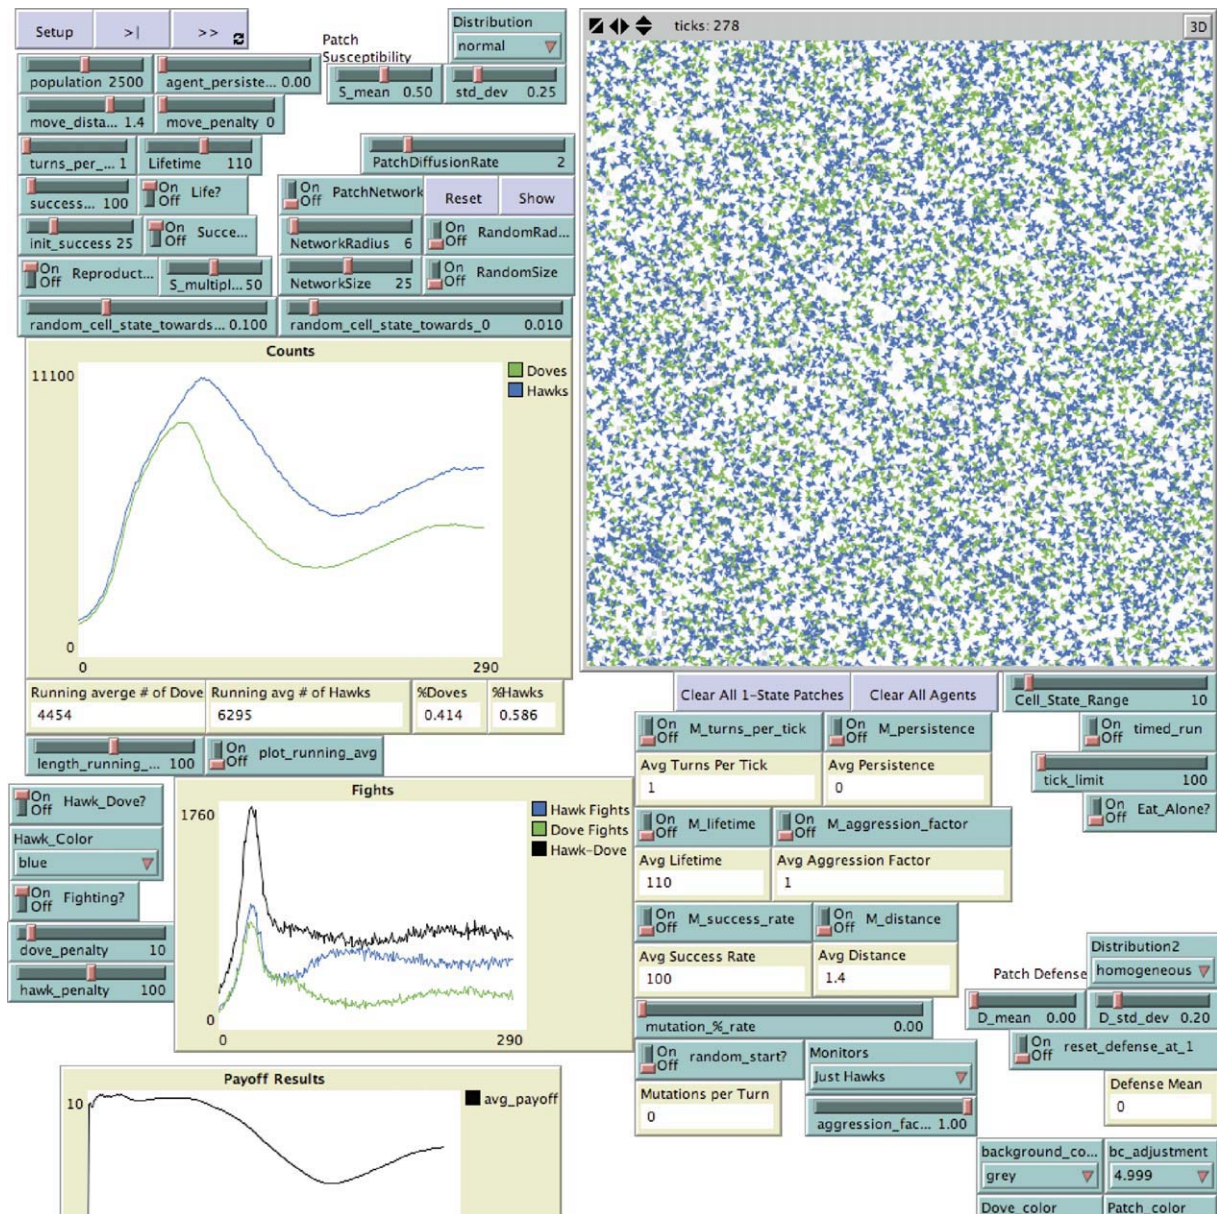 Setup
>|
>>
Patch
Susceptibility
Distribution
normal
population 2500
agent_persiste... 0.00
S_mean 0.50
std_dev 0.25
move_dista... 1.4
move_penalty 0
turns_per_... 1
Lifetime 110
PatchDiffusionRate 2
success... 100
On
Off
Life?
On
Off
PatchNetwork
Reset
Show
init_success 25
On
Off
Succe...
NetworkRadius 6
On
Off
RandomRad...
On
Off
Reproduct...
S_multipl... 50
NetworkSize 25
On
Off
RandomSize
random_cell_state_towards... 0.100
random_cell_state_towards_0 0.010
ticks: 278
3D
Counts
11100
0
0
290
Doves
Hawks
Running averge # of Dove
4454
Running avg # of Hawks
6295
%Doves
0.414
%Hawks
0.586
length_running_... 100
On
Off
plot_running_avg
On
Off
Hawk_Dove?
Hawk_Color
blue
On
Off
Fighting?
dove_penalty 10
hawk_penalty 100
Fights
1760
0
0
290
Hawk Fights
Dove Fights
Hawk-Dove
Payoff Results
10
avg_payoff
Clear All 1-State Patches
Clear All Agents
Cell_State_Range 10
On
Off
M_turns_per_tick
On
Off
M_persistence
On
Off
timed_run
Avg Turns Per Tick
1
Avg Persistence
0
tick_limit 100
On
Off
Eat_Alone?
On
Off
M_lifetime
On
Off
M_aggression_factor
Avg Lifetime
110
Avg Aggression Factor
1
On
Off
M_success_rate
On
Off
M_distance
Avg Success Rate
100
Avg Distance
1.4
Patch Defense
Distribution2
homogeneous
D_mean 0.00
D_std_dev 0.20
mutation_%_rate 0.00
On
Off
reset_defense_at_1
On
Off
random_start?
Monitors
Just Hawks
Mutations per Turn
0
aggression_fac... 1.00
Defense Mean
0
background_co...
grey
bc_adjustment
4.999
Dove_color
Patch_color